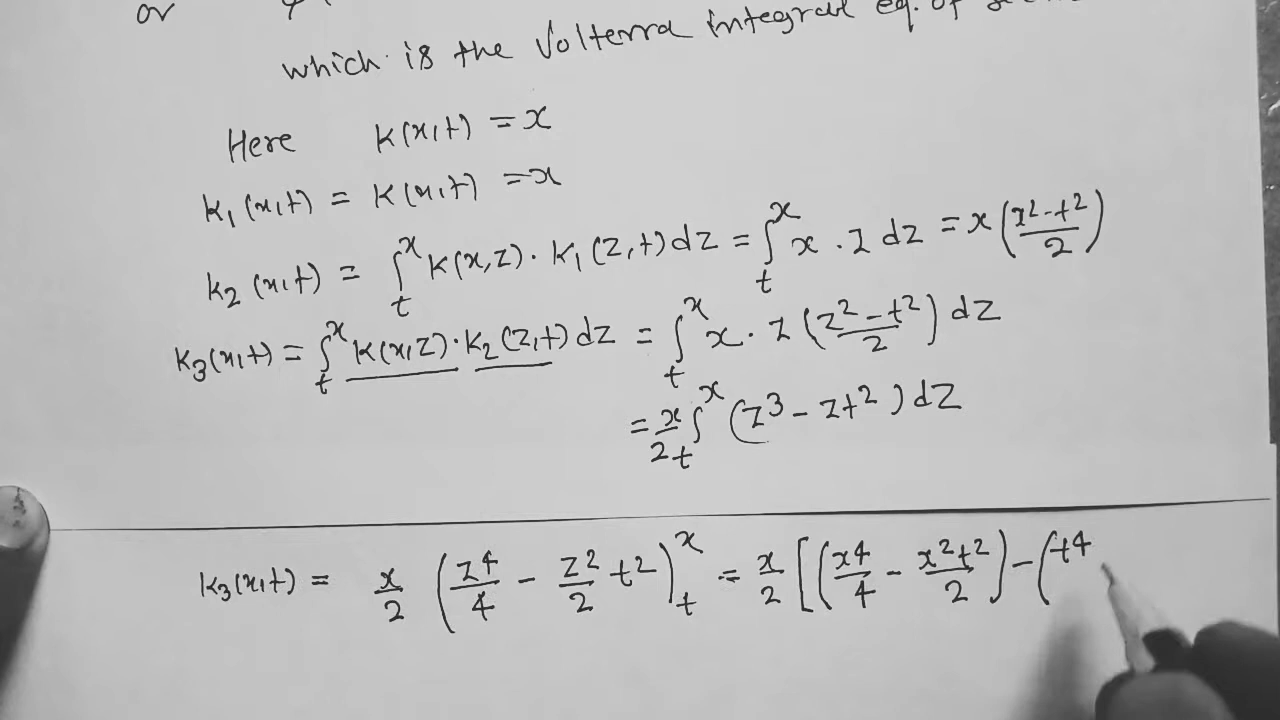 or
which is the Volterra integral eq. of
Here K(x,t) = x
K₁(x,t) = K(x,t) = x
K₂(x,t) = ∫ₜˣ K(x,z)·K₁(z,t)dz = ∫ₜˣ x·z dz = x((x²-t²)/2)
K₃(x,t) = ∫ₜˣ K(x,z)·K₂(z,t)dz = ∫ₜˣ x·z((z²-t²)/2)dz
= x/2 ∫ₜˣ (z³-zt²)dz
K₃(x,t) = x/2 (z⁴/4 - z²/2 t²)ₜˣ = x/2 [(x⁴/4 - x²t²/2) - (t⁴